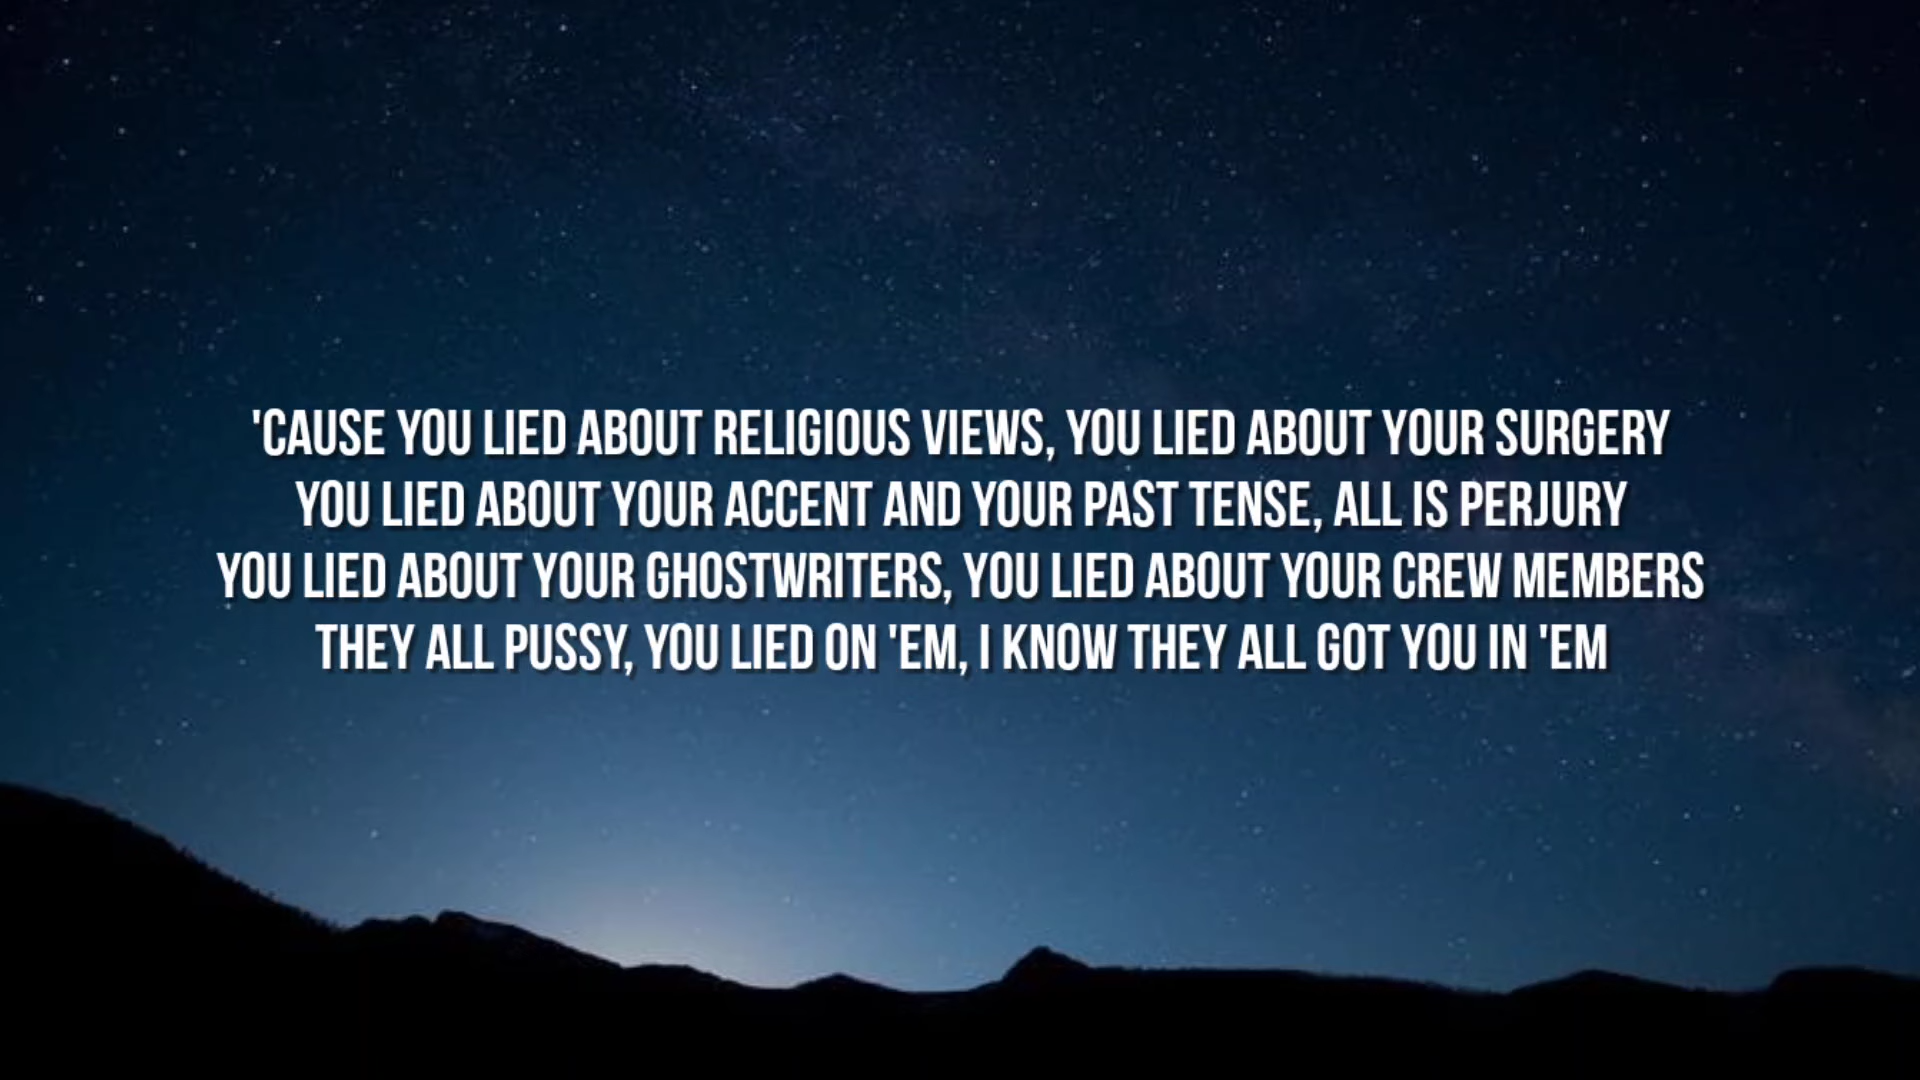 'CAUSE YOU LIED ABOUT RELIGIOUS VIEWS, YOU LIED ABOUT YOUR SURGERY
YOU LIED ABOUT YOUR ACCENT AND YOUR PAST TENSE, ALL IS PERJURY
YOU LIED ABOUT YOUR GHOSTWRITERS, YOU LIED ABOUT YOUR CREW MEMBERS
THEY ALL PUSSY, YOU LIED ON 'EM, I KNOW THEY ALL GOT YOU IN 'EM